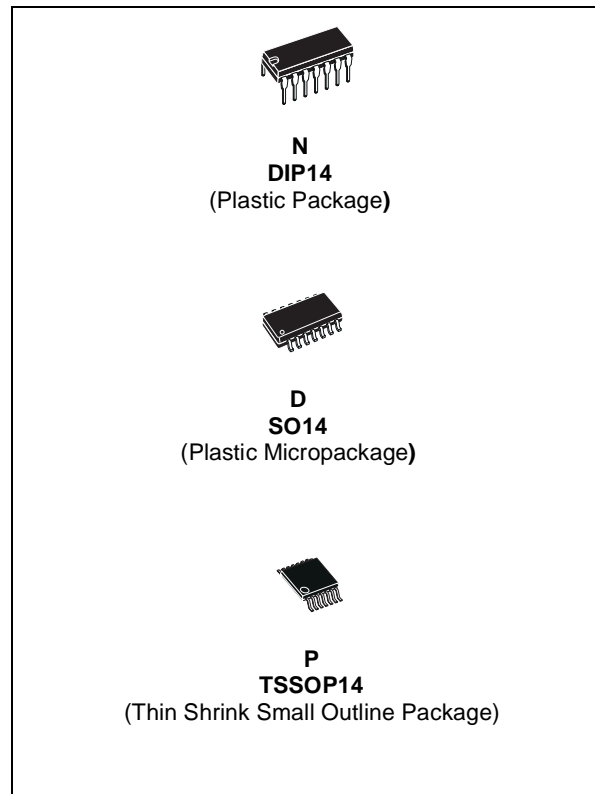 N
DIP14
(Plastic Package)
D
SO14
(Plastic Micropackage)
P
TSSOP14
(Thin Shrink Small Outline Package)